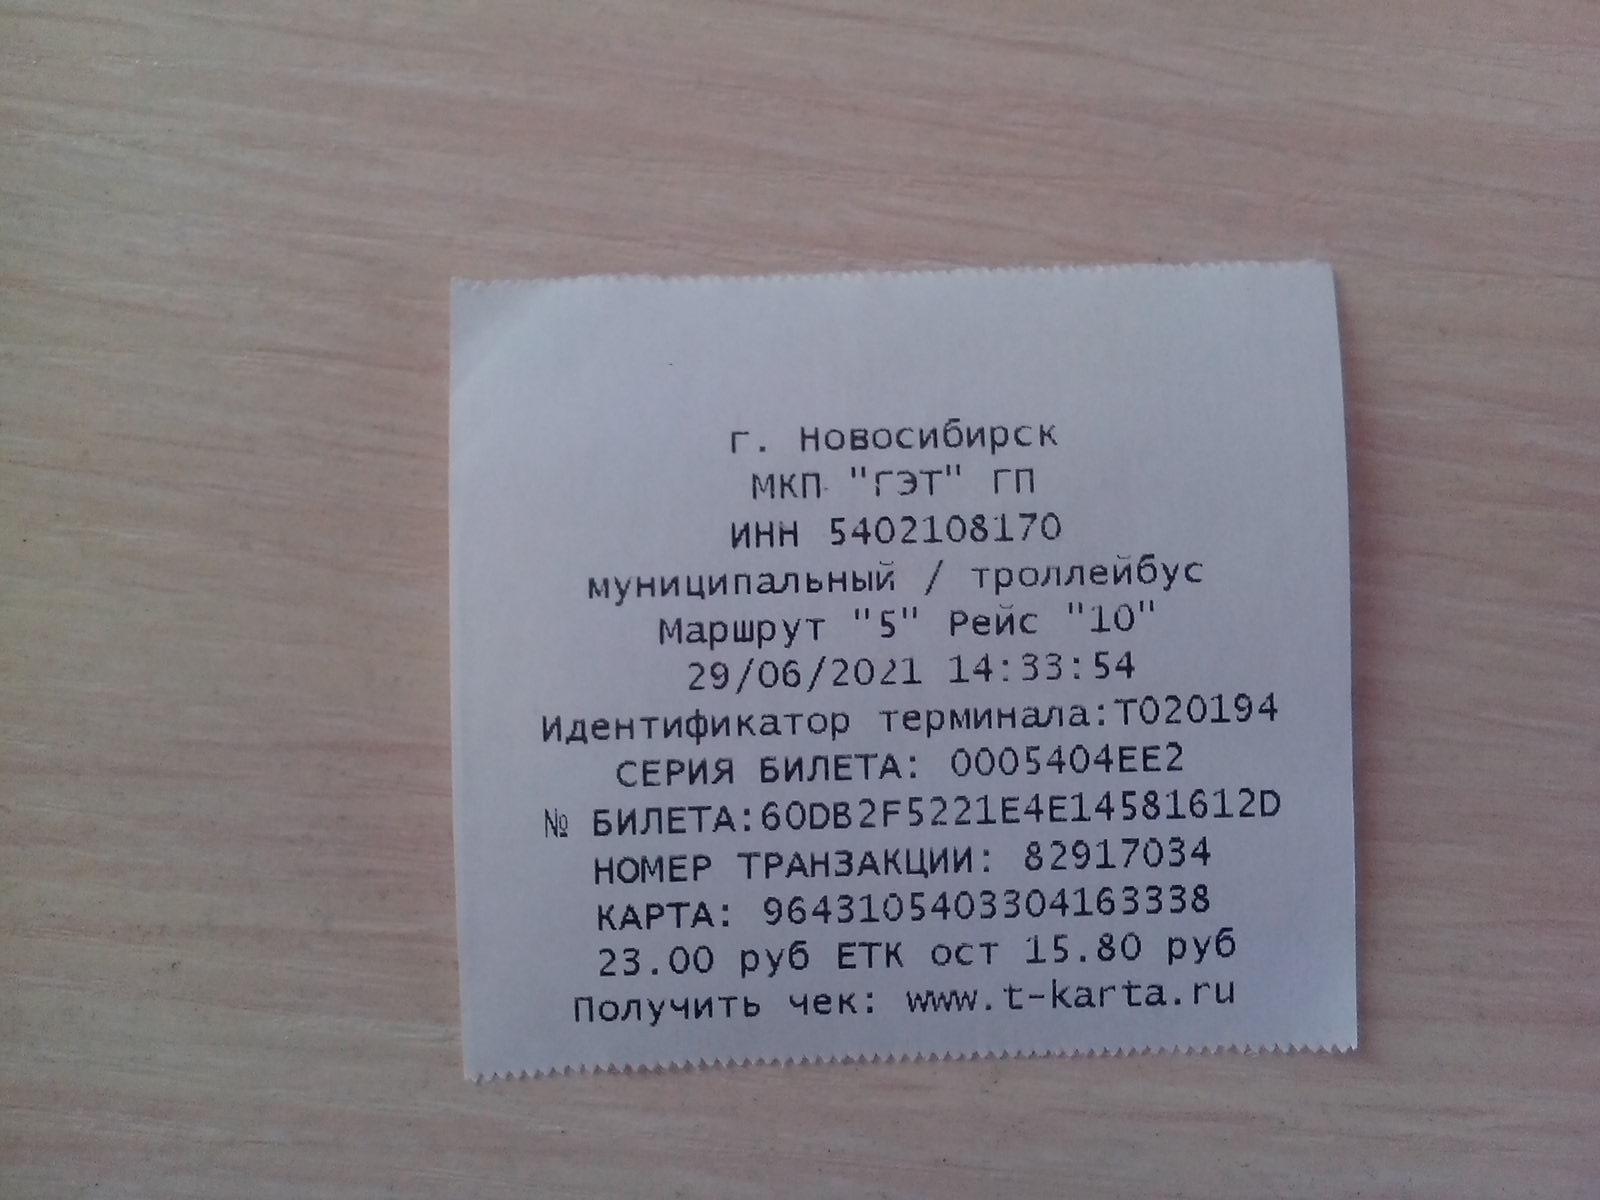 г. Новосибирск
МКП "ГЭТ" ГП
ИНН 5402108170
муниципальный / троллейбус
Маршрут "5" Рейс "10"
29/06/2021 14:33:54
Идентификатор терминала:Т020194
СЕРИЯ БИЛЕТА: 0005404EE2
№ БИЛЕТА:60DB2F5221E4E14581612D
НОМЕР ТРАНЗАКЦИИ: 82917034
КАРТА: 9643105403304163338
23.00 руб ЕТК ост 15.80 руб
Получить чек: www.t-karta.ru